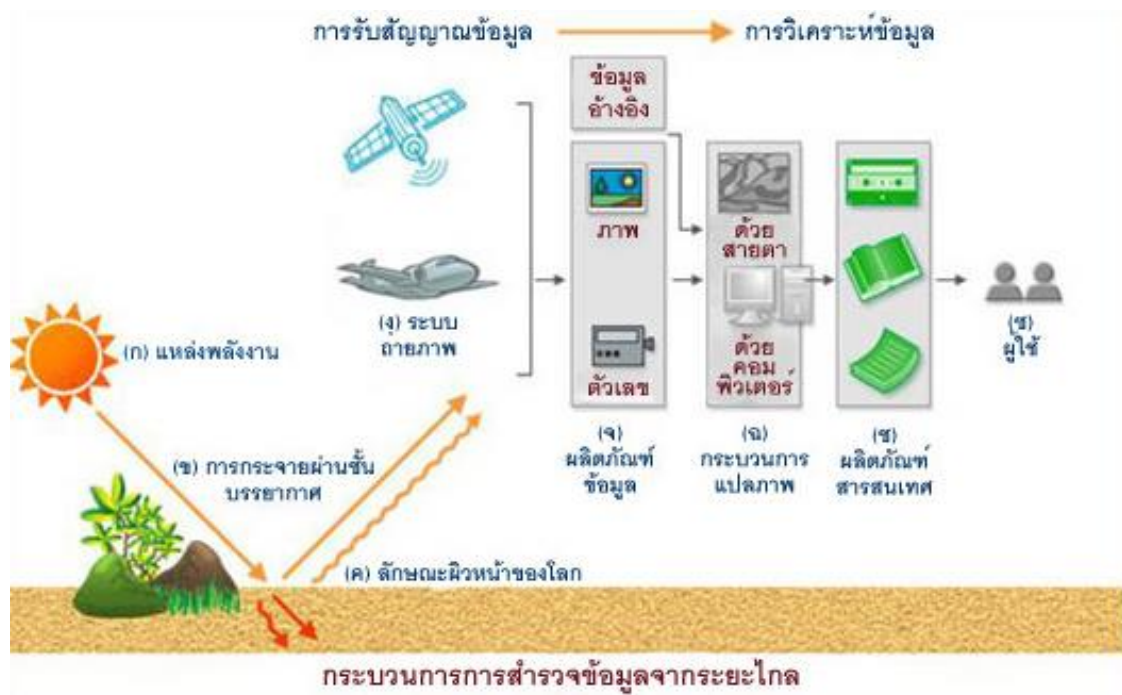 การรับสัญญาณข้อมูล
การวิเคราะห์ข้อมูล
ข้อมูล
อ้างอิง
ภาพ
ตัวเลข
ด้วย
สายตา
ด้วย
คอม
พิวเตอร์
(ก) แหล่งพลังงาน
(ข) การกระจายผ่านชั้น
บรรยากาศ
(ค) ลักษณะผิวหน้าของโลก
(ง) ระบบ
ถ่ายภาพ
(จ)
ผลิตภัณฑ์
ข้อมูล
(ฉ)
กระบวนการ
แปลภาพ
(ช)
ผลิตภัณฑ์
สารสนเทศ
(ซ)
ผู้ใช้
กระบวนการการสำรวจข้อมูลจากระยะไกล